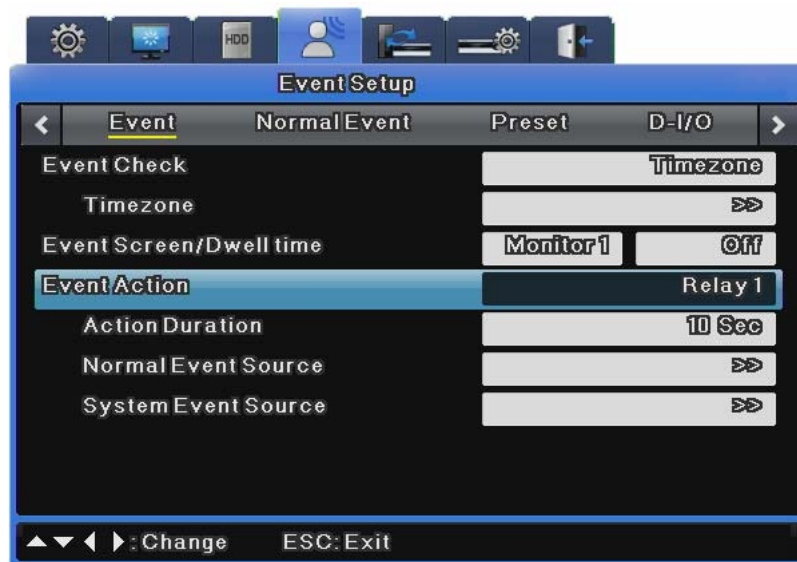 HDD
Event Setup
Event Normal Event Preset D-I/O
Event Check Timezone
Timezone >>
Event Screen/Dwell time Monitor 1 Off
Event Action Relay 1
Action Duration 10 Sec
Normal Event Source >>
System Event Source >>
▲▼◀▶:Change ESC:Exit